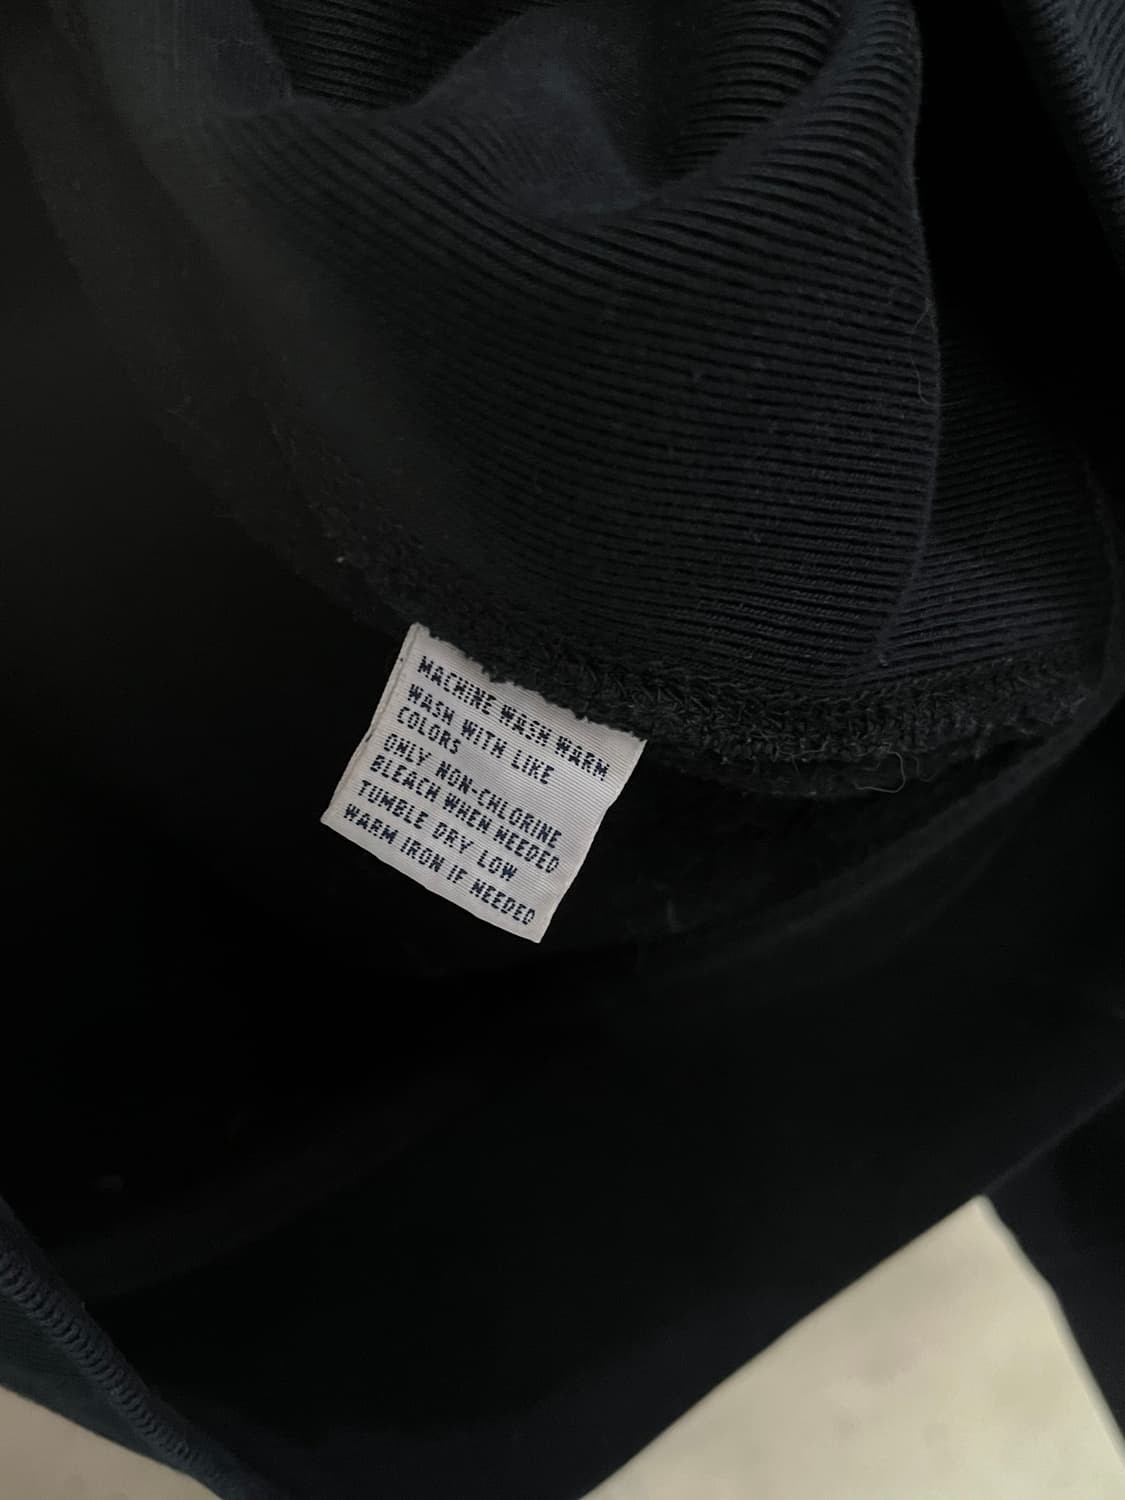 MACHINE WASH WARM
WASH WITH LIKE
COLORS
ONLY NON-CHLORINE
BLEACH WHEN NEEDED
TUMBLE DRY LOW
WARM IRON IF NEEDED